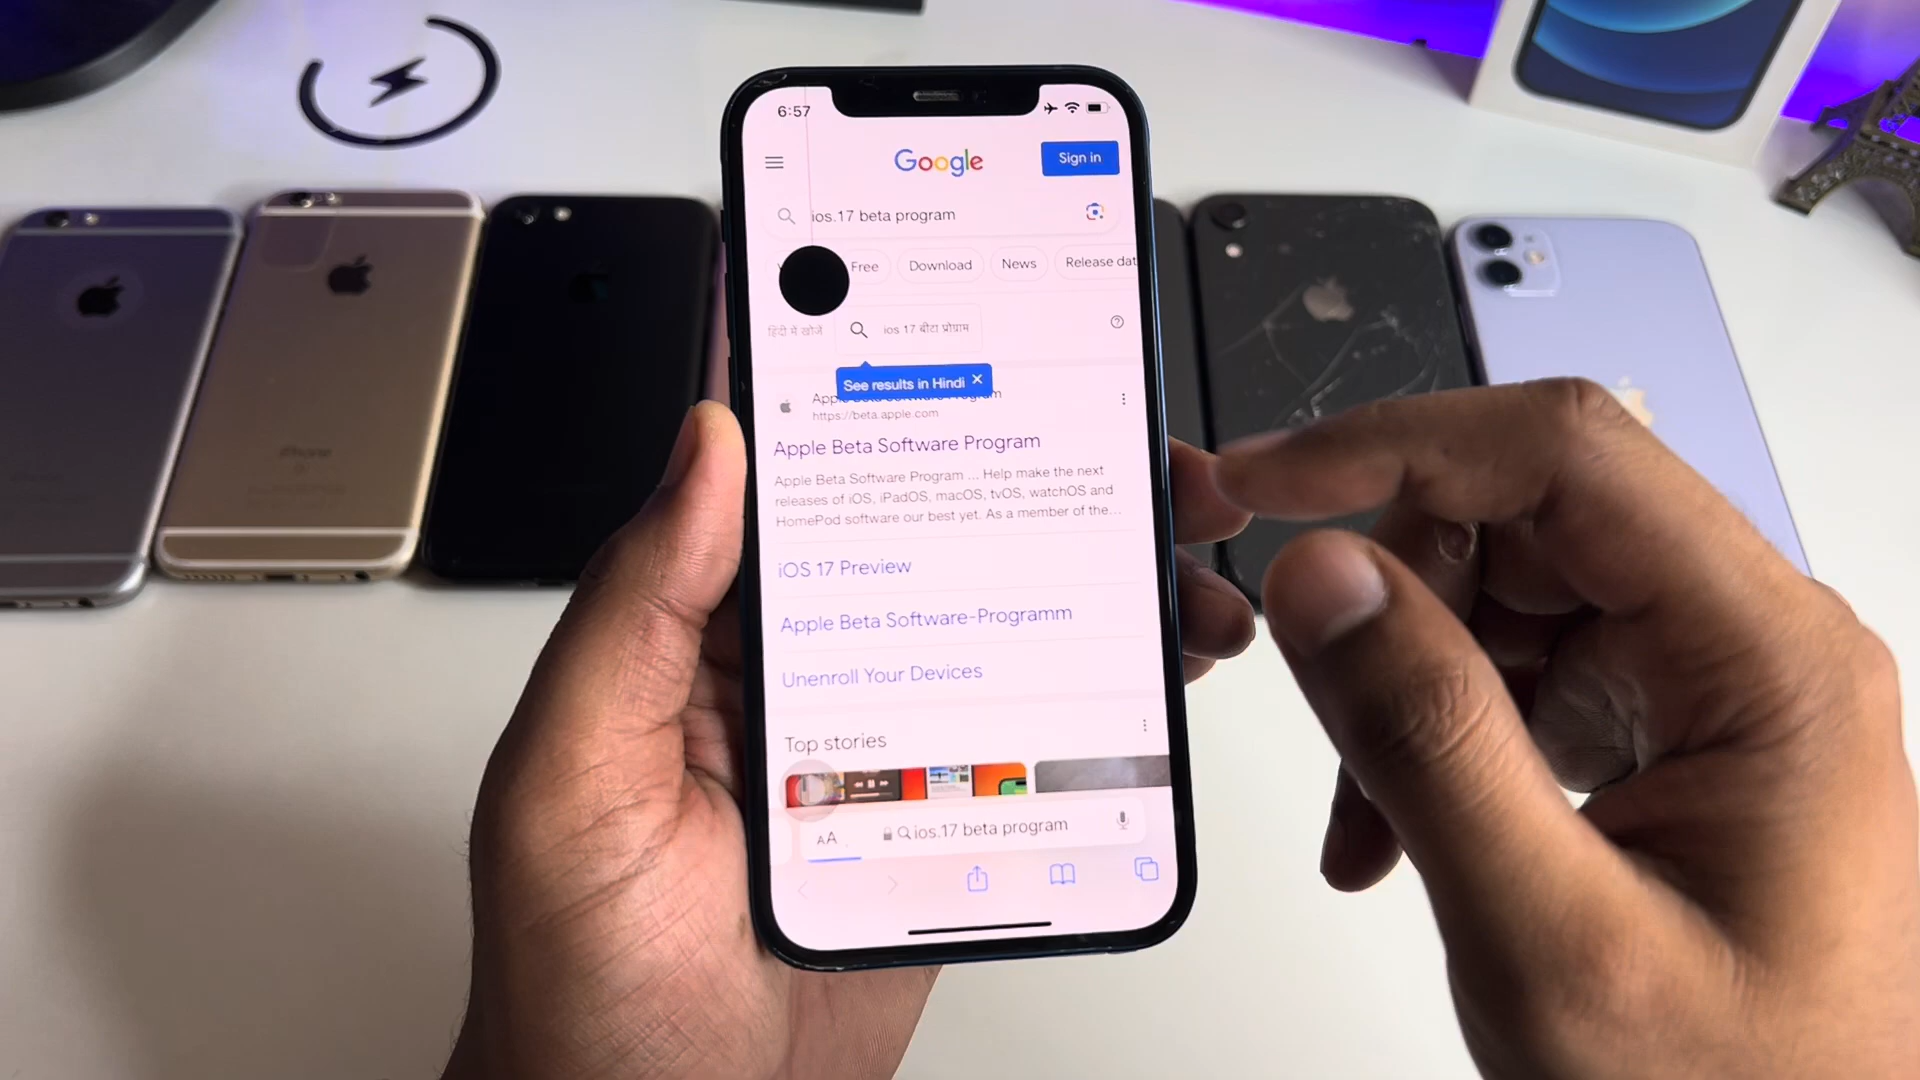 6:57
Google
Sign in
ios.17 beta program
Free
Download
News
Release dat
हिंदी में खोजें
ios 17 बीटा प्रोग्राम
See results in Hindi
https://beta.apple.com
Apple Beta Software Program
Apple Beta Software Program ... Help make the next
releases of iOS, iPadOS, macOS, tvOS, watchOS and
HomePod software our best yet. As a member of the...
iOS 17 Preview
Apple Beta Software-Programm
Unenroll Your Devices
Top stories
AA
ios.17 beta program
iPhone